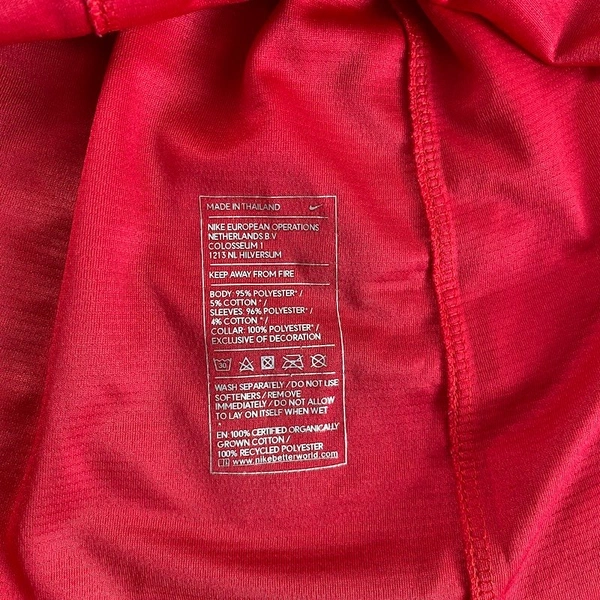 MADE IN THAILAND
NIKE EUROPEAN OPERATIONS
NETHERLANDS B.V
COLOSSEUM 1
1213 NL HILVERSUM
KEEP AWAY FROM FIRE
BODY: 95% POLYESTER* /
5% COTTON * /
SLEEVES: 96% POLYESTER* /
4% COTTON * /
COLLAR: 100% POLYESTER* /
EXCLUSIVE OF DECORATION
30
WASH SEPARATELY / DO NOT USE
SOFTENERS / REMOVE
IMMEDIATELY / DO NOT ALLOW
TO LAY ON ITSELF WHEN WET
*
EN: 100% CERTIFIED ORGANICALLY
GROWN COTTON /
100% RECYCLED POLYESTER
www.nikebetterworld.com